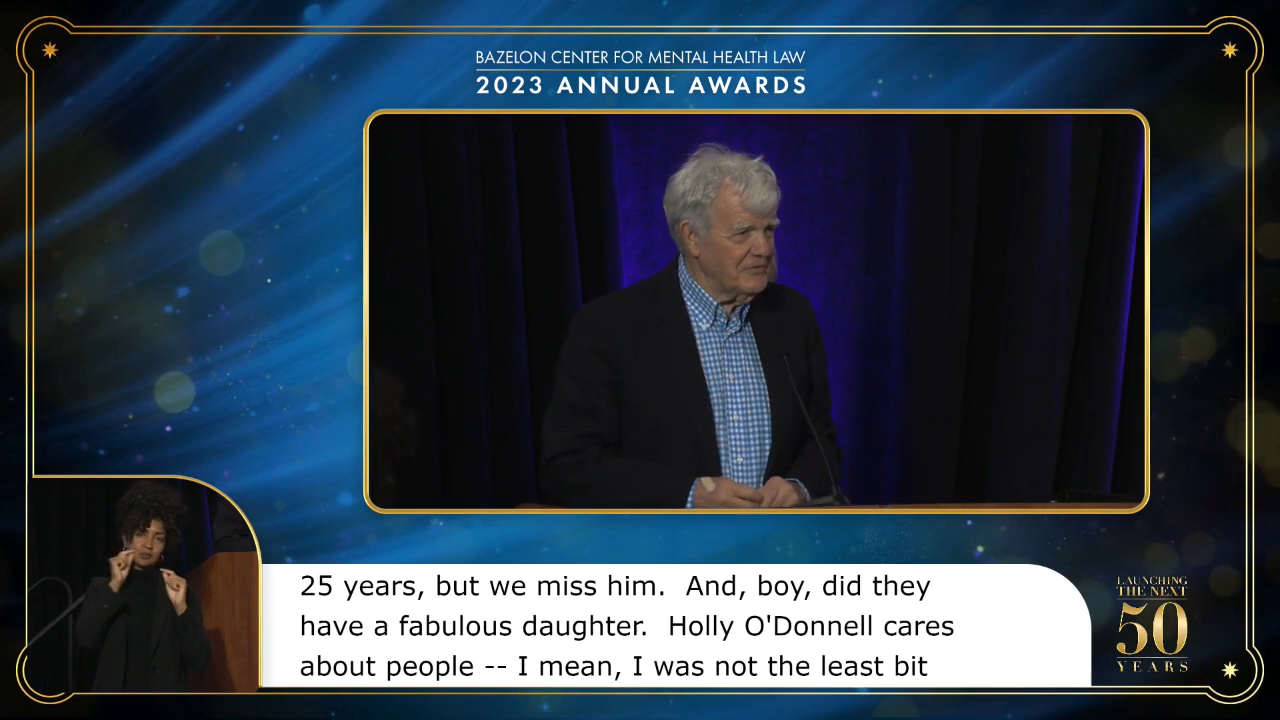 BAZELON CENTER FOR MENTAL HEALTH LAW
2023 ANNUAL AWARDS
25 years, but we miss him. And, boy, did they
have a fabulous daughter. Holly O'Donnell cares
about people -- I mean, I was not the least bit
LAUNCHING
THE NEXT
50
YEARS